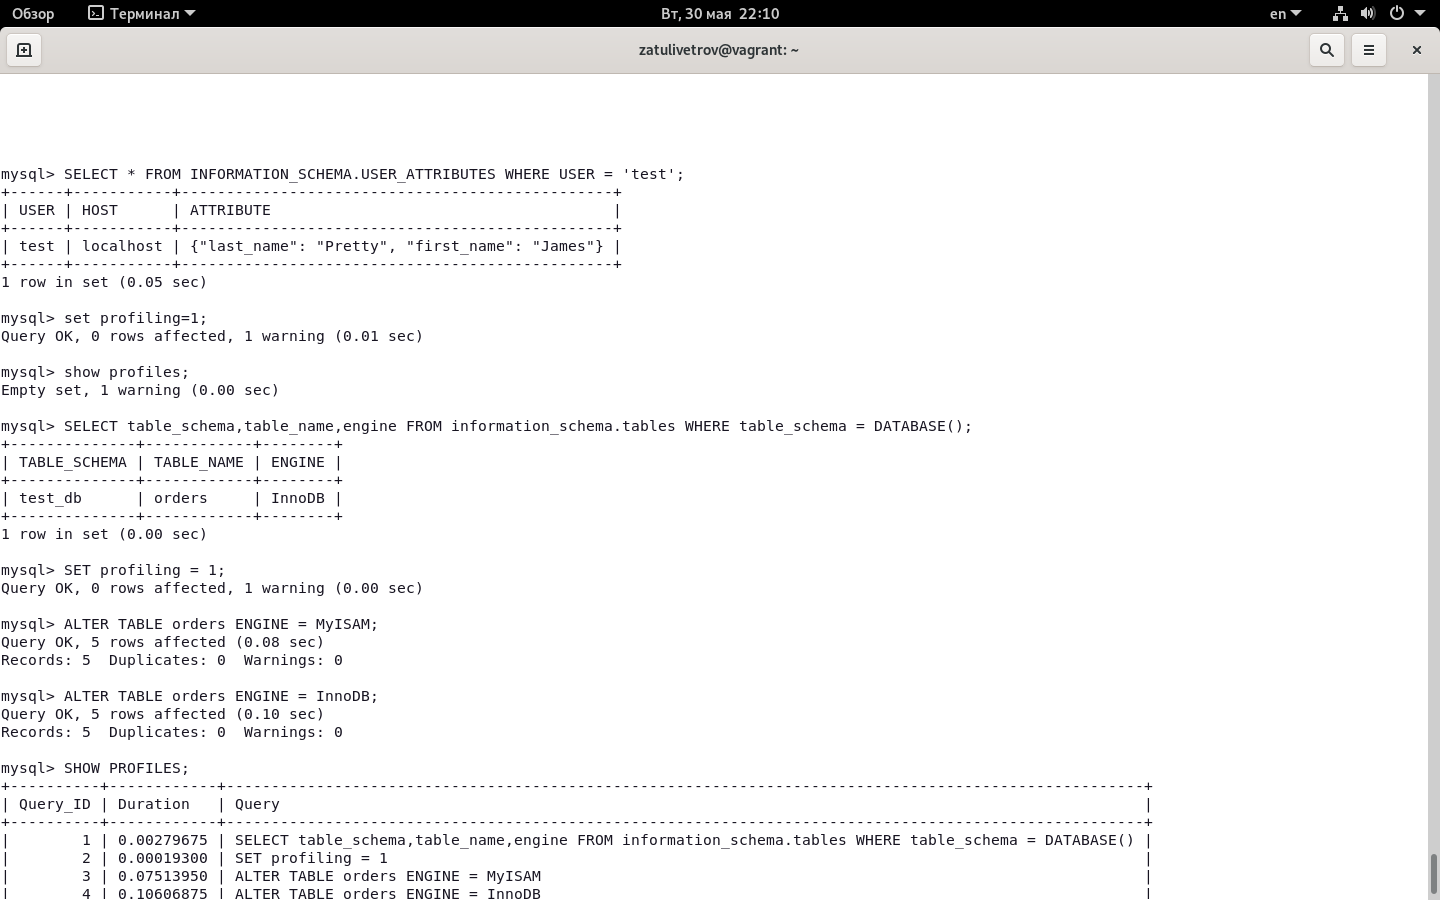 Обзор Терминал Вт, 30 мая 22:10 en
zatulivetrov@vagrant: ~
mysql> SELECT * FROM INFORMATION_SCHEMA.USER_ATTRIBUTES WHERE USER = 'test';
+------+-----------+------------------------------------------------+
| USER | HOST      | ATTRIBUTE                                      |
+------+-----------+------------------------------------------------+
| test | localhost | {"last_name": "Pretty", "first_name": "James"} |
+------+-----------+------------------------------------------------+
1 row in set (0.05 sec)
mysql> set profiling=1;
Query OK, 0 rows affected, 1 warning (0.01 sec)
mysql> show profiles;
Empty set, 1 warning (0.00 sec)
mysql> SELECT table_schema,table_name,engine FROM information_schema.tables WHERE table_schema = DATABASE();
+--------------+------------+--------+
| TABLE_SCHEMA | TABLE_NAME | ENGINE |
+--------------+------------+--------+
| test_db      | orders     | InnoDB |
+--------------+------------+--------+
1 row in set (0.00 sec)
mysql> SET profiling = 1;
Query OK, 0 rows affected, 1 warning (0.00 sec)
mysql> ALTER TABLE orders ENGINE = MyISAM;
Query OK, 5 rows affected (0.08 sec)
Records: 5  Duplicates: 0  Warnings: 0
mysql> ALTER TABLE orders ENGINE = InnoDB;
Query OK, 5 rows affected (0.10 sec)
Records: 5  Duplicates: 0  Warnings: 0
mysql> SHOW PROFILES;
+----------+------------+------------------------------------------------------------------------------------------------------+
| Query_ID | Duration   | Query                                                                                                |
+----------+------------+------------------------------------------------------------------------------------------------------+
|        1 | 0.00279675 | SELECT table_schema,table_name,engine FROM information_schema.tables WHERE table_schema = DATABASE() |
|        2 | 0.00019300 | SET profiling = 1                                                                                    |
|        3 | 0.07513950 | ALTER TABLE orders ENGINE = MyISAM                                                                   |
|        4 | 0.10606875 | ALTER TABLE orders ENGINE = InnoDB                                                                   |